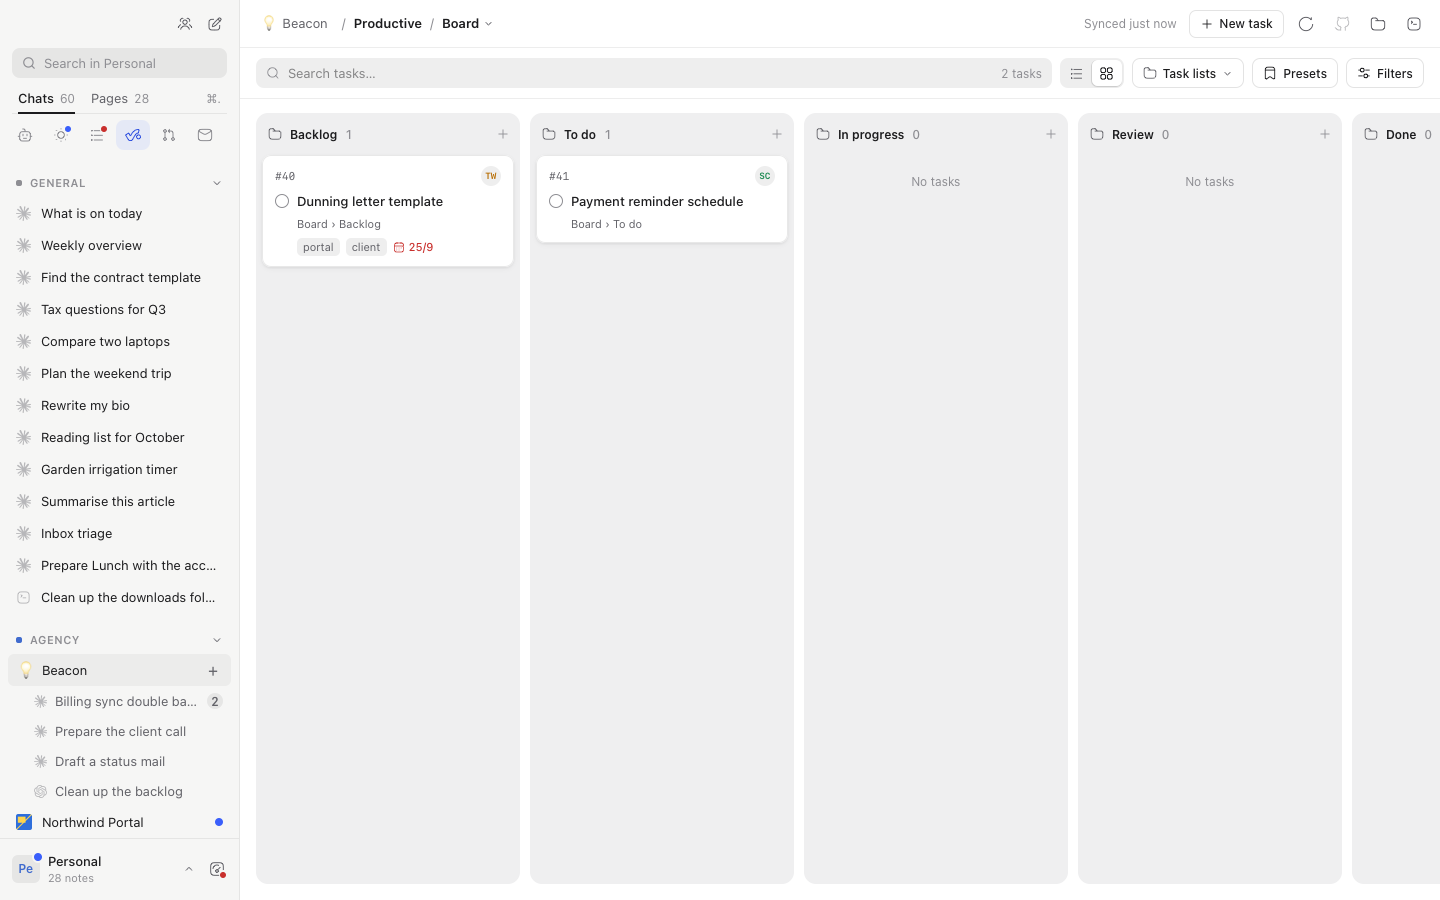 Search in Personal
Chats 60
Pages 28
⌘.
GENERAL
What is on today
Weekly overview
Find the contract template
Tax questions for Q3
Compare two laptops
Plan the weekend trip
Rewrite my bio
Reading list for October
Garden irrigation timer
Summarise this article
Inbox triage
Prepare Lunch with the acc...
Clean up the downloads fol...
AGENCY
Beacon
Billing sync double ba... 2
Prepare the client call
Draft a status mail
Clean up the backlog
Northwind Portal
Pe
Personal
28 notes
Beacon / Productive / Board
Synced just now
New task
Search tasks...
2 tasks
Task lists
Presets
Filters
Backlog 1
#40
TW
Dunning letter template
Board › Backlog
portal client 25/9
To do 1
#41
SC
Payment reminder schedule
Board › To do
In progress 0
No tasks
Review 0
No tasks
Done 0